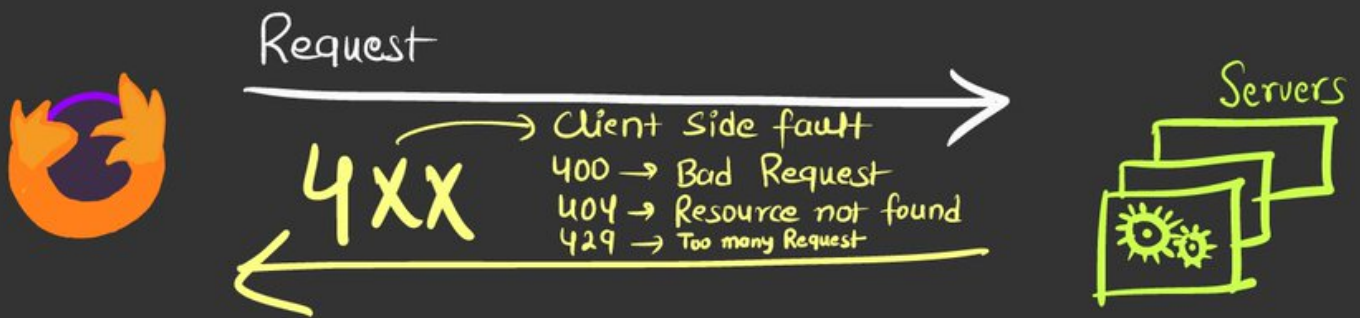 Request
Servers
4xx → Client side fault
400 → Bad Request
404 → Resource not found
429 → Too many Request